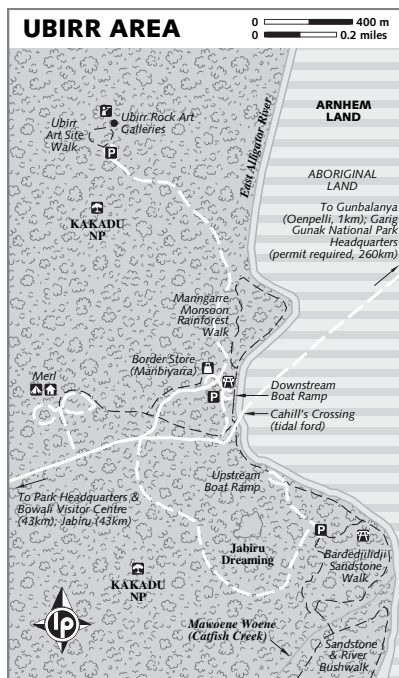 UBIRR AREA
0 400 m
0 0.2 miles
ARNHEM
LAND
ABORIGINAL
LAND
To Gunbalanya
(Oenpelli, 1km); Garig
Gunak National Park
Headquarters
(permit required, 260km)
East Alligator River
Ubirr Rock Art
Galleries
Ubirr
Art Site
Walk
P
KAKADU
NP
Manngarre
Monsoon
Rainforest
Walk
Border Store
(Manbiyarra)
Merl
P
Downstream
Boat Ramp
Cahill's Crossing
(tidal ford)
To Park Headquarters &
Bowali Visitor Centre
(43km); Jabiru (43km)
Upstream
Boat Ramp
P
Jabiru
Dreaming
Bardedjilidji
Sandstone
Walk
KAKADU
NP
Mawoene Woene
(Catfish Creek)
Sandstone
& River
Bushwalk
lp